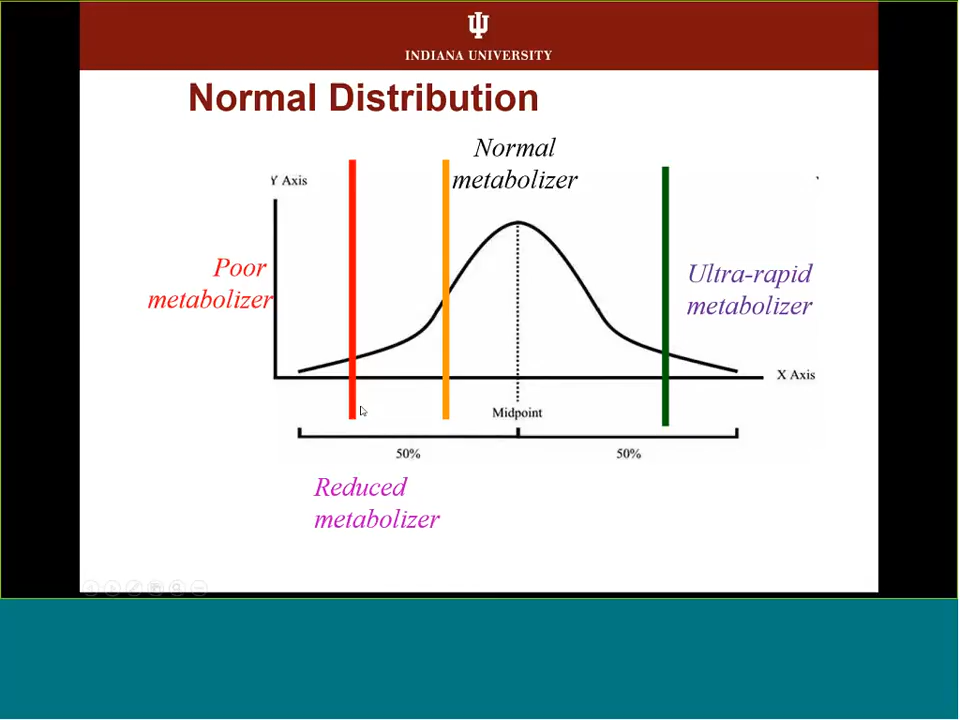 INDIANA UNIVERSITY
Normal Distribution
Normal
metabolizer
Y Axis
Poor
metabolizer
Ultra-rapid
metabolizer
X Axis
Midpoint
50%
50%
Reduced
metabolizer